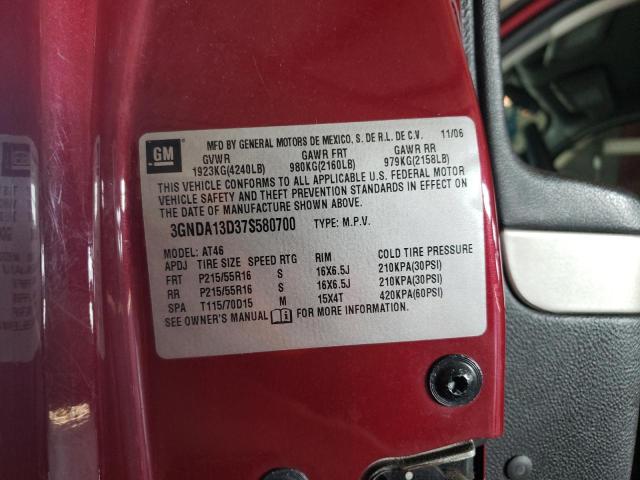 GM
MFD BY GENERAL MOTORS DE MEXICO, S. DE R.L. DE C.V. 11/06
GVWR GAWR FRT GAWR RR
1923KG(4240LB) 980KG(2160LB) 979KG(2158LB)
THIS VEHICLE CONFORMS TO ALL APPLICABLE U.S. FEDERAL MOTOR
VEHICLE SAFETY AND THEFT PREVENTION STANDARDS IN EFFECT ON
THE DATE OF MANUFACTURE SHOWN ABOVE.
3GNDA13D37S580700 TYPE: M.P.V.
MODEL: AT46
APDJ TIRE SIZE SPEED RTG RIM COLD TIRE PRESSURE
FRT P215/55R16 S 16X6.5J 210KPA(30PSI)
RR P215/55R16 S 16X6.5J 210KPA(30PSI)
SPA T115/70D15 M 15X4T 420KPA(60PSI)
SEE OWNER'S MANUAL FOR MORE INFORMATION.